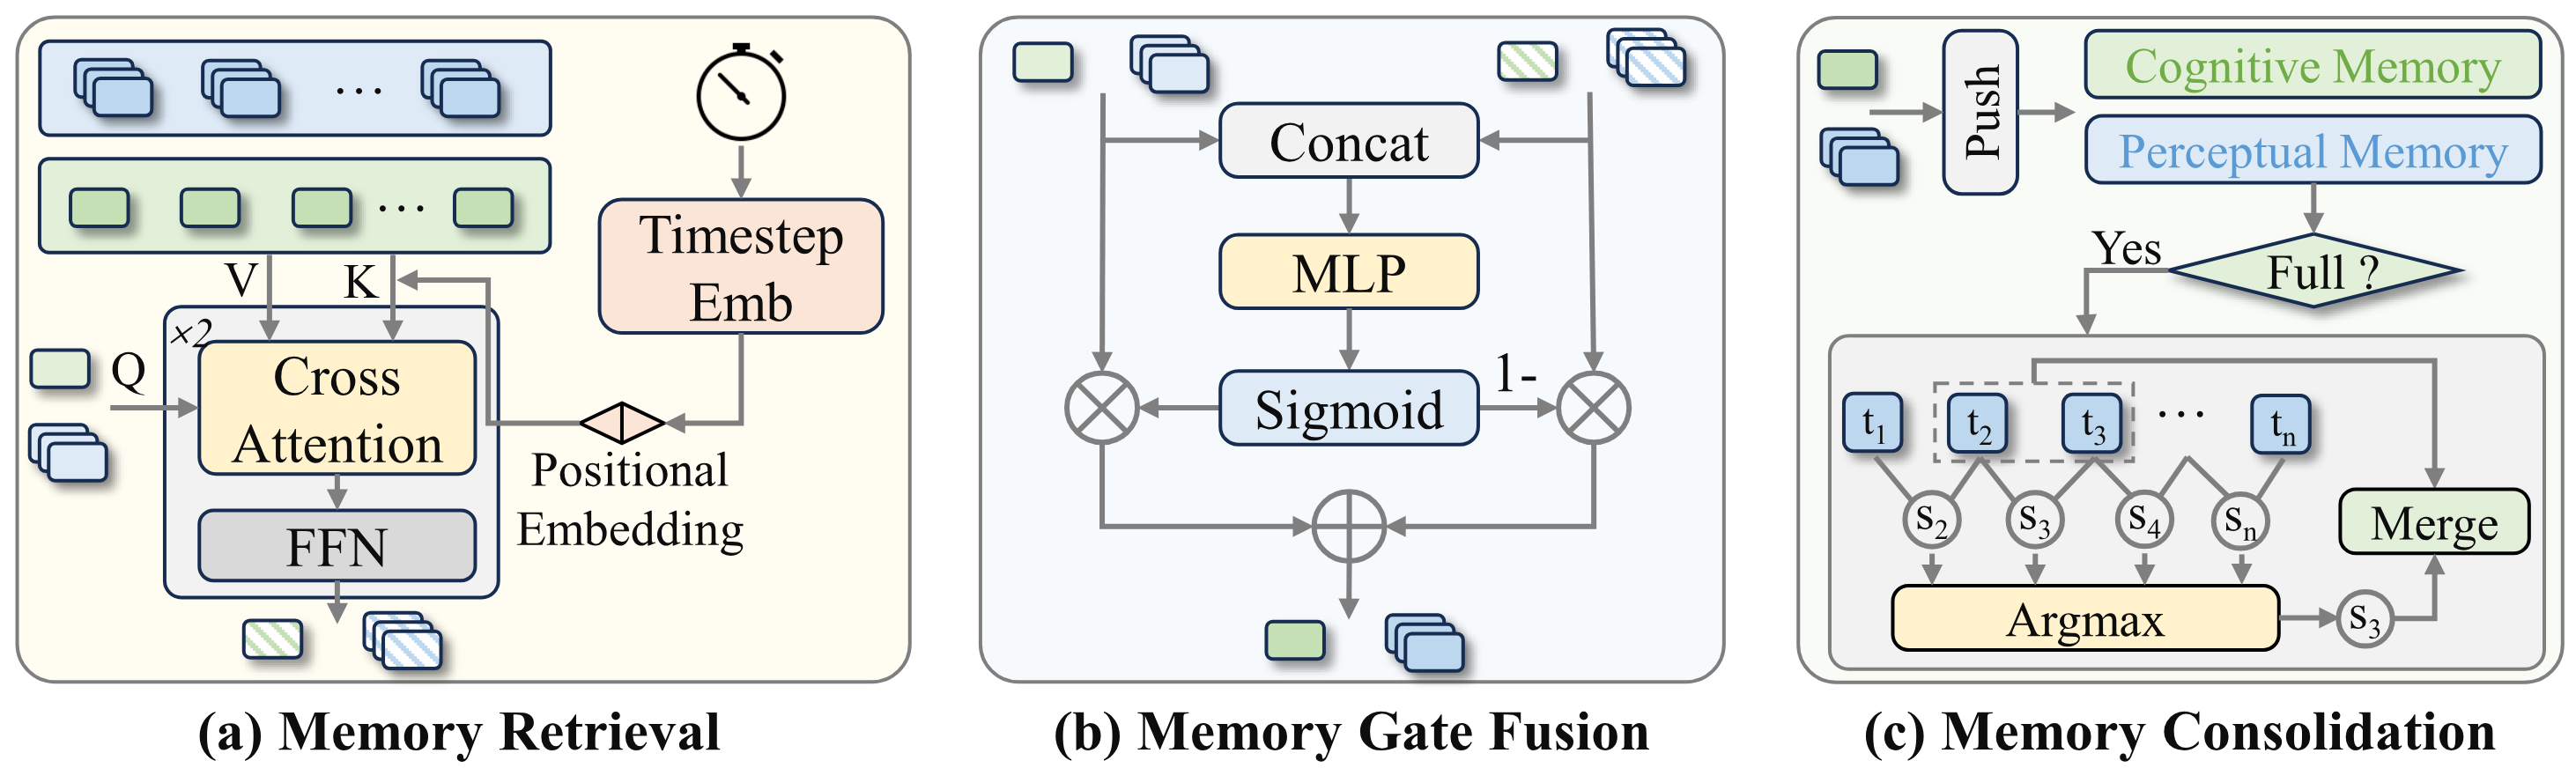 V
K
Timestep
Emb
×2
Q
Cross
Attention
FFN
Positional
Embedding
(a) Memory Retrieval
Concat
MLP
Sigmoid
1-
(b) Memory Gate Fusion
Push
Cognitive Memory
Perceptual Memory
Yes
Full ?
t1 t2 t3 ... tn
s2 s3 s4 sn
Merge
Argmax
s3
(c) Memory Consolidation